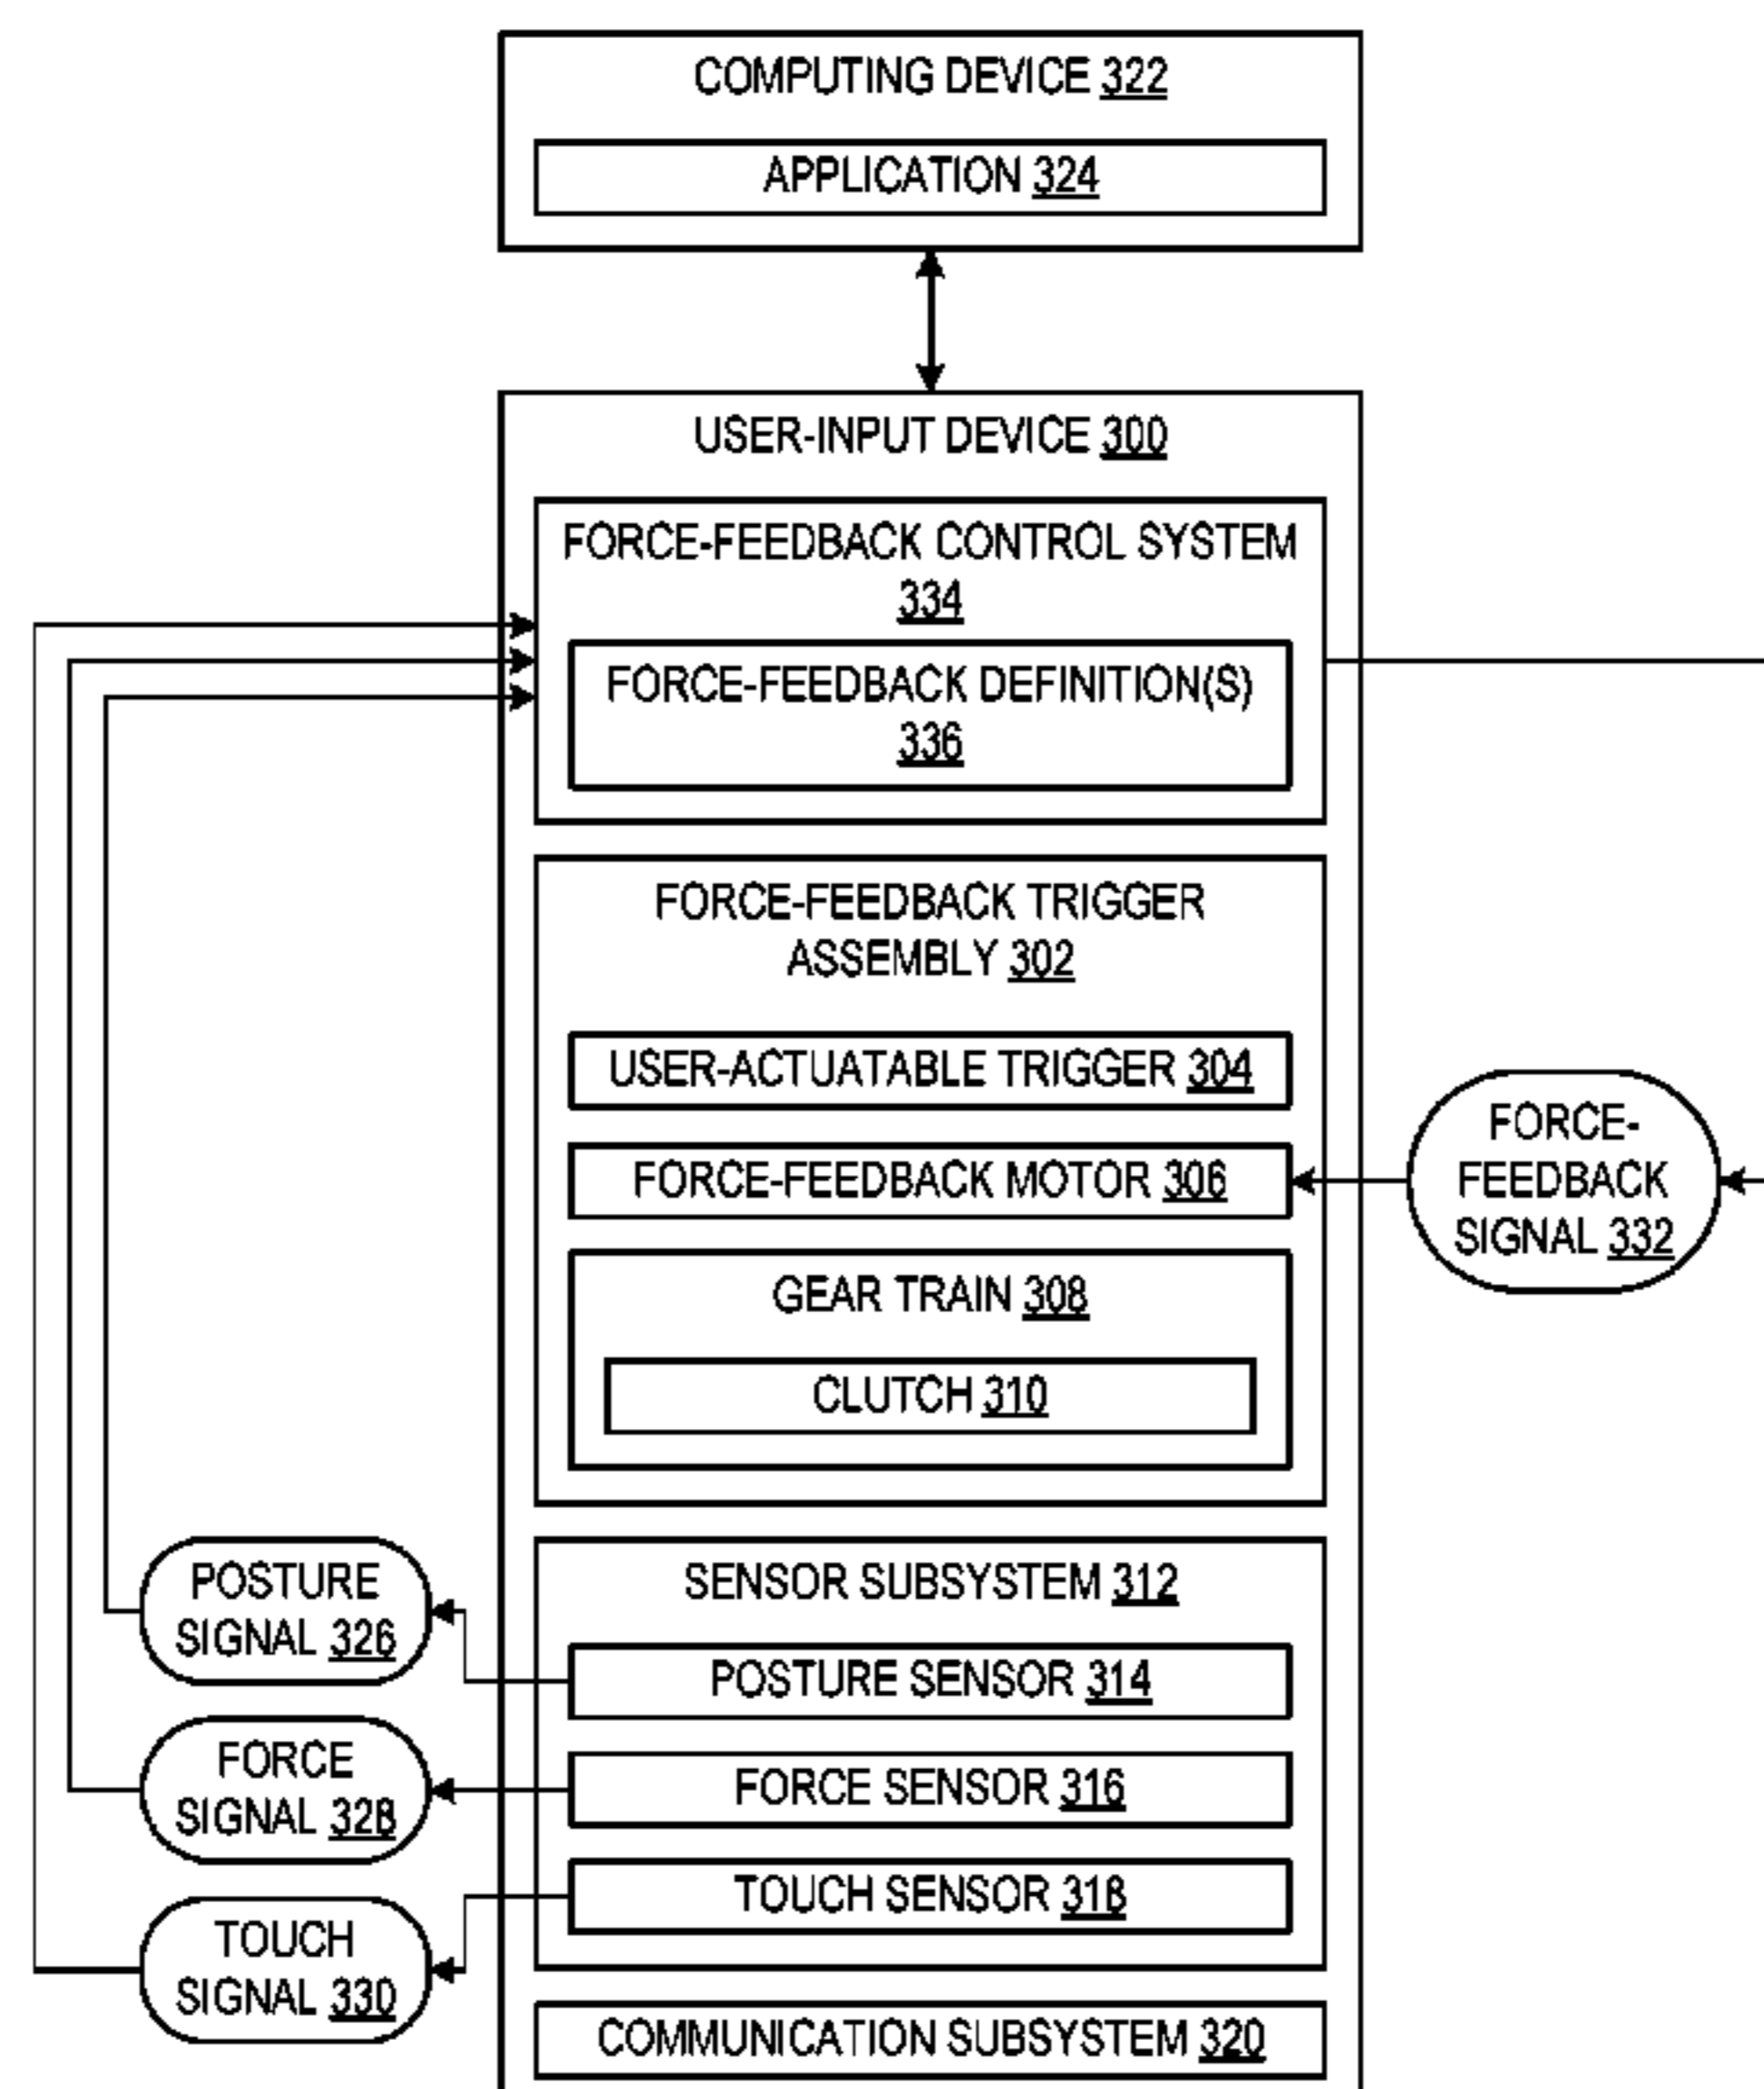 COMPUTING DEVICE 322
APPLICATION 324
USER-INPUT DEVICE 300
FORCE-FEEDBACK CONTROL SYSTEM
334
FORCE-FEEDBACK DEFINITION(S)
336
FORCE-FEEDBACK TRIGGER
ASSEMBLY 302
USER-ACTUATABLE TRIGGER 304
FORCE-FEEDBACK MOTOR 306
FORCE-
FEEDBACK
SIGNAL 332
GEAR TRAIN 308
CLUTCH 310
SENSOR SUBSYSTEM 312
POSTURE
SIGNAL 326
POSTURE SENSOR 314
FORCE
SIGNAL 328
FORCE SENSOR 316
TOUCH SENSOR 318
TOUCH
SIGNAL 330
COMMUNICATION SUBSYSTEM 320